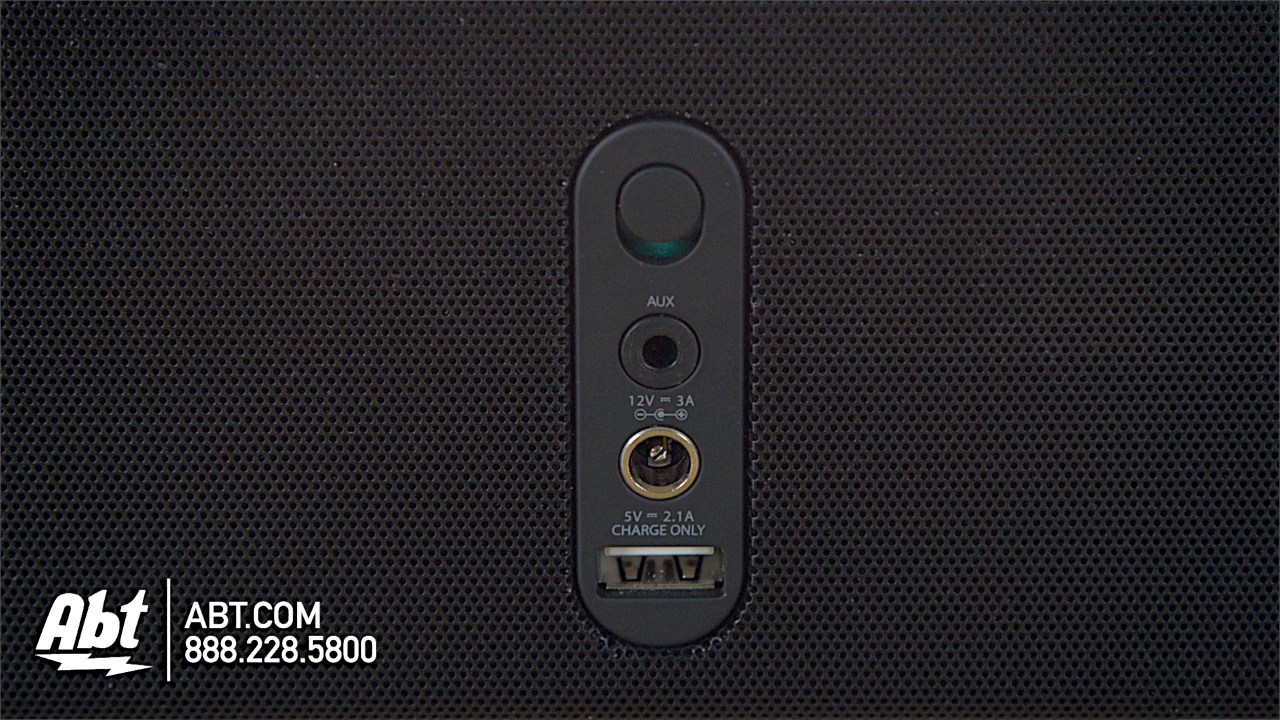 AUX
12V ⎓ 3A
5V ⎓ 2.1A
CHARGE ONLY
Abt
ABT.COM
888.228.5800